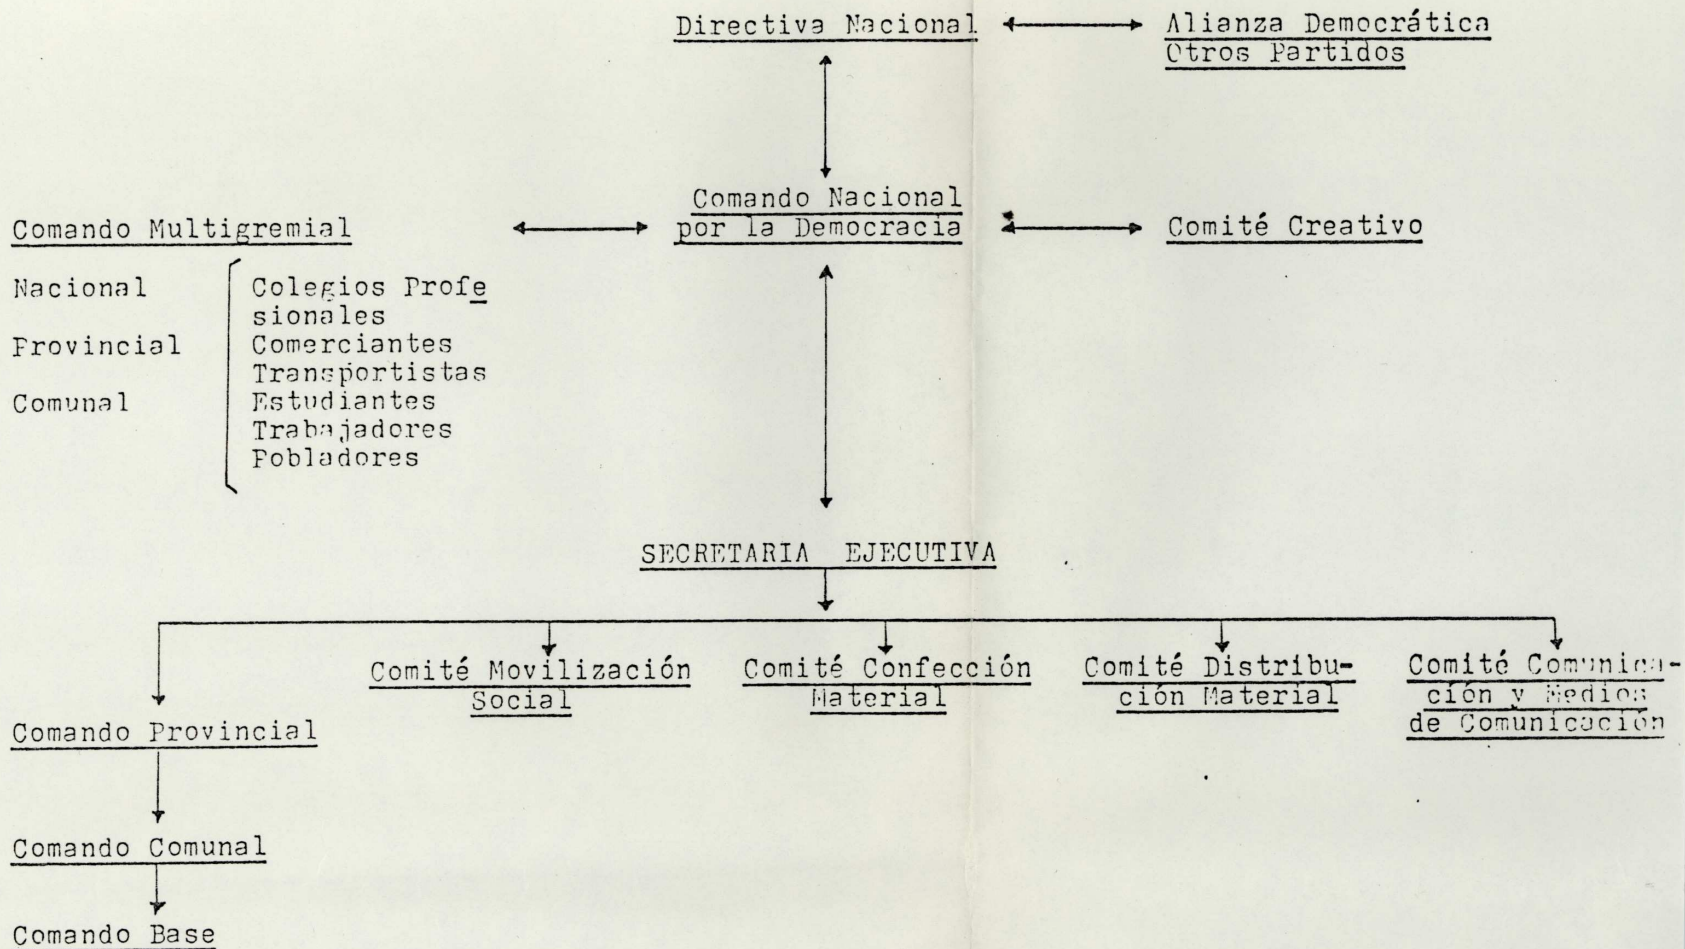 Directiva Nacional
Alianza Democrática
Otros Partidos
Comando Nacional
por la Democracia
Comando Multigremial
Comité Creativo
Nacional
Provincial
Comunal
Colegios Profe
sionales
Comerciantes
Transportistas
Estudiantes
Trabajadores
Pobladores
SECRETARIA EJECUTIVA
Comité Movilización
Social
Comité Confección
Material
Comité Distribu-
ción Material
Comité Comunica-
ción y Medios
de Comunicación
Comando Provincial
Comando Comunal
Comando Base